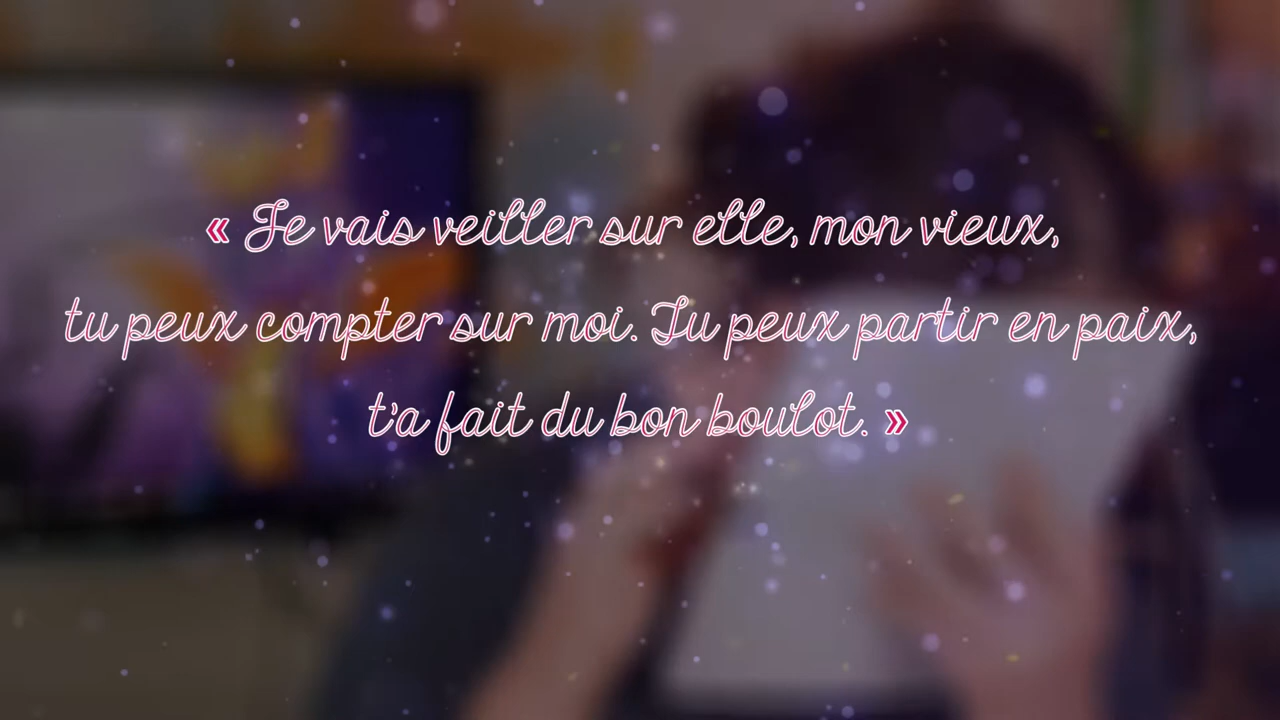 « Je vais veiller sur elle, mon vieux,
tu peux compter sur moi. Tu peux partir en paix,
t'a fait du bon boulot. »